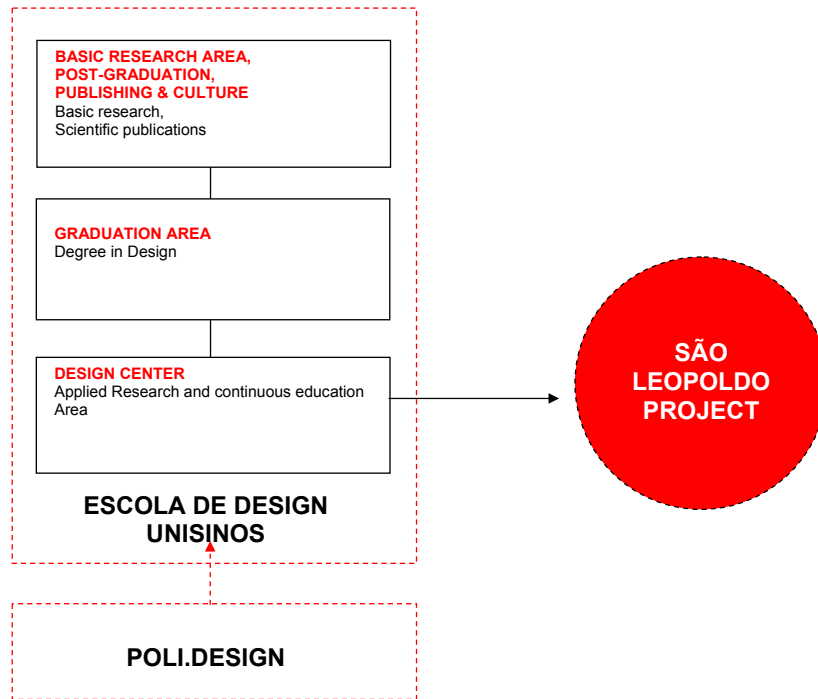 BASIC RESEARCH AREA,
POST-GRADUATION,
PUBLISHING & CULTURE
Basic research,
Scientific publications
GRADUATION AREA
Degree in Design
DESIGN CENTER
Applied Research and continuous education
Area
ESCOLA DE DESIGN
UNISINOS
POLI.DESIGN
SÃO
LEOPOLDO
PROJECT